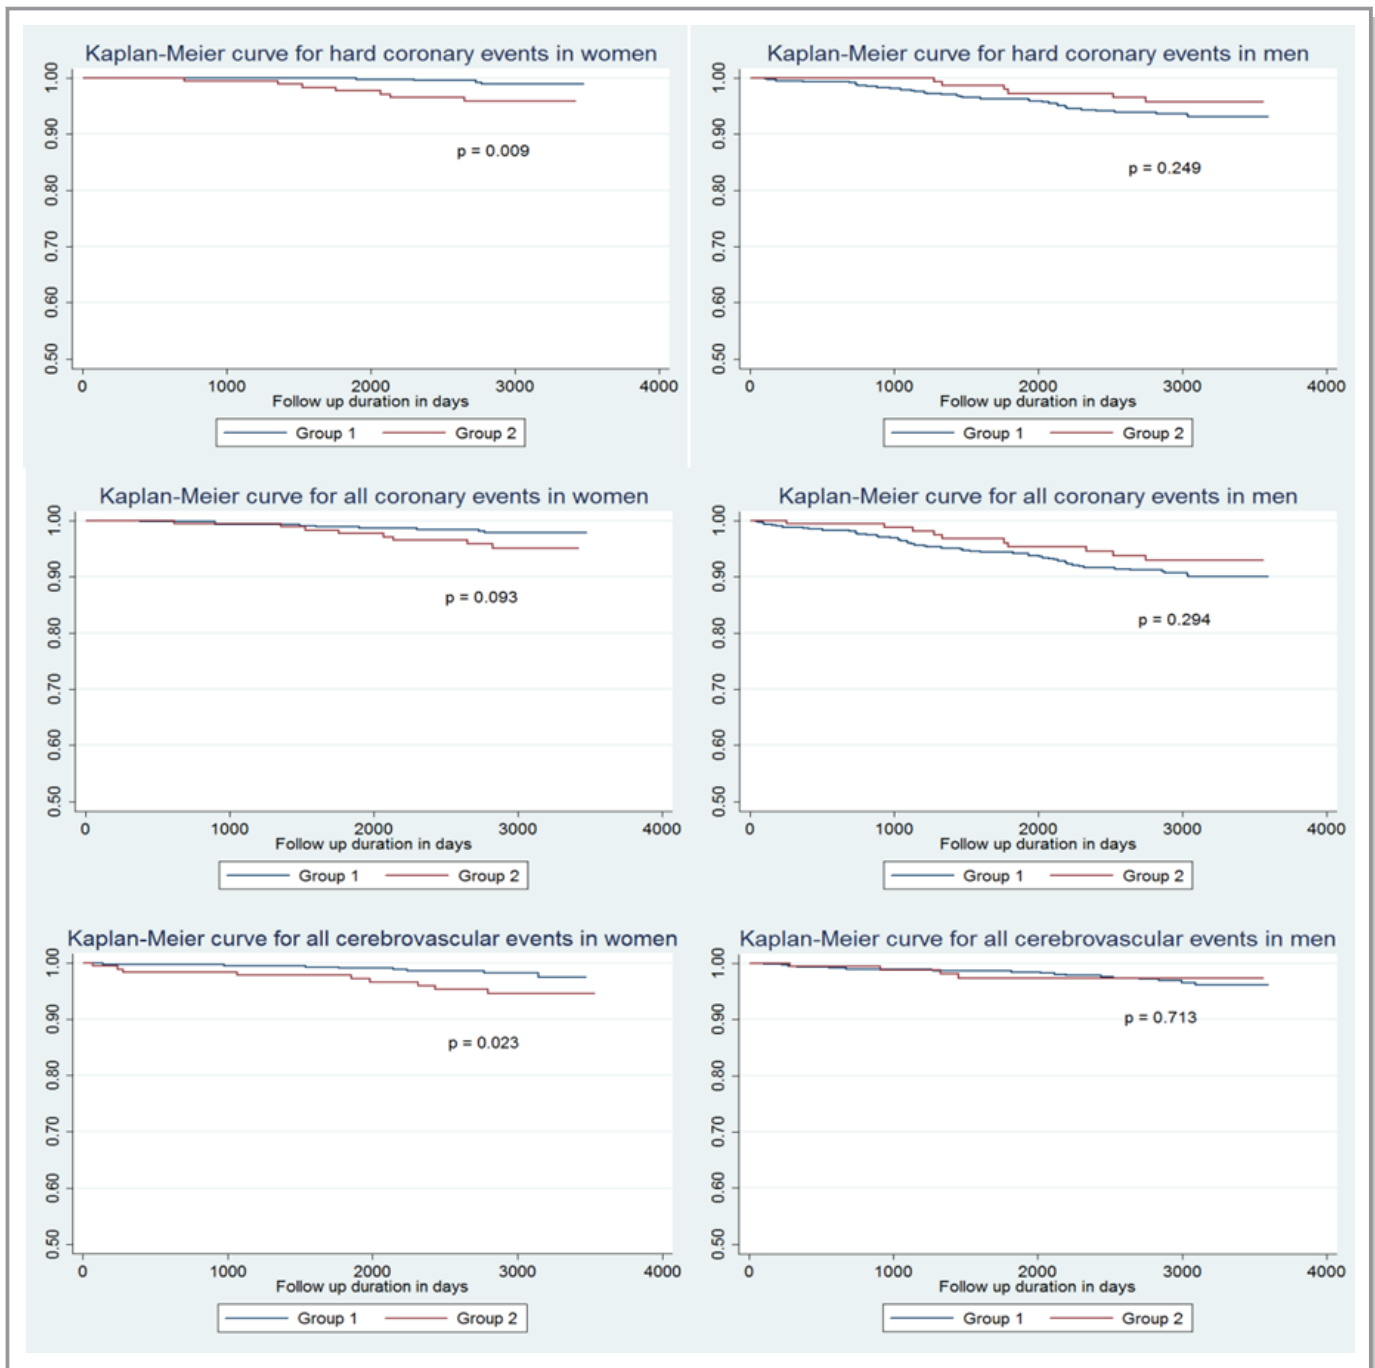 Kaplan-Meier curve for hard coronary events in women
1.00
0.90
0.80
0.70
0.60
0.50
p = 0.009
0 1000 2000 3000 4000
Follow up duration in days
Group 1 Group 2
Kaplan-Meier curve for hard coronary events in men
1.00
0.90
0.80
0.70
0.60
0.50
p = 0.249
0 1000 2000 3000 4000
Follow up duration in days
Group 1 Group 2
Kaplan-Meier curve for all coronary events in women
1.00
0.90
0.80
0.70
0.60
0.50
p = 0.093
0 1000 2000 3000 4000
Follow up duration in days
Group 1 Group 2
Kaplan-Meier curve for all coronary events in men
1.00
0.90
0.80
0.70
0.60
0.50
p = 0.294
0 1000 2000 3000 4000
Follow up duration in days
Group 1 Group 2
Kaplan-Meier curve for all cerebrovascular events in women
1.00
0.90
0.80
0.70
0.60
0.50
p = 0.023
0 1000 2000 3000 4000
Follow up duration in days
Group 1 Group 2
Kaplan-Meier curve for all cerebrovascular events in men
1.00
0.90
0.80
0.70
0.60
0.50
p = 0.713
0 1000 2000 3000 4000
Follow up duration in days
Group 1 Group 2